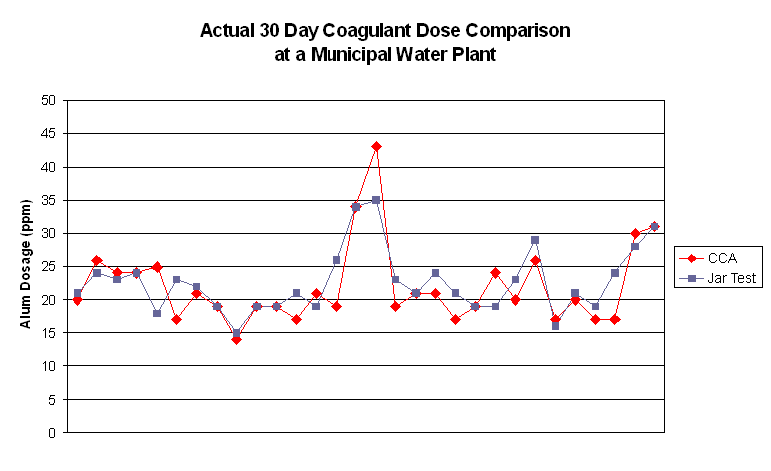 Actual 30 Day Coagulant Dose Comparison
at a Municipal Water Plant
Alum Dosage (ppm)
50
45
40
35
30
25
20
15
10
5
0
CCA
Jar Test